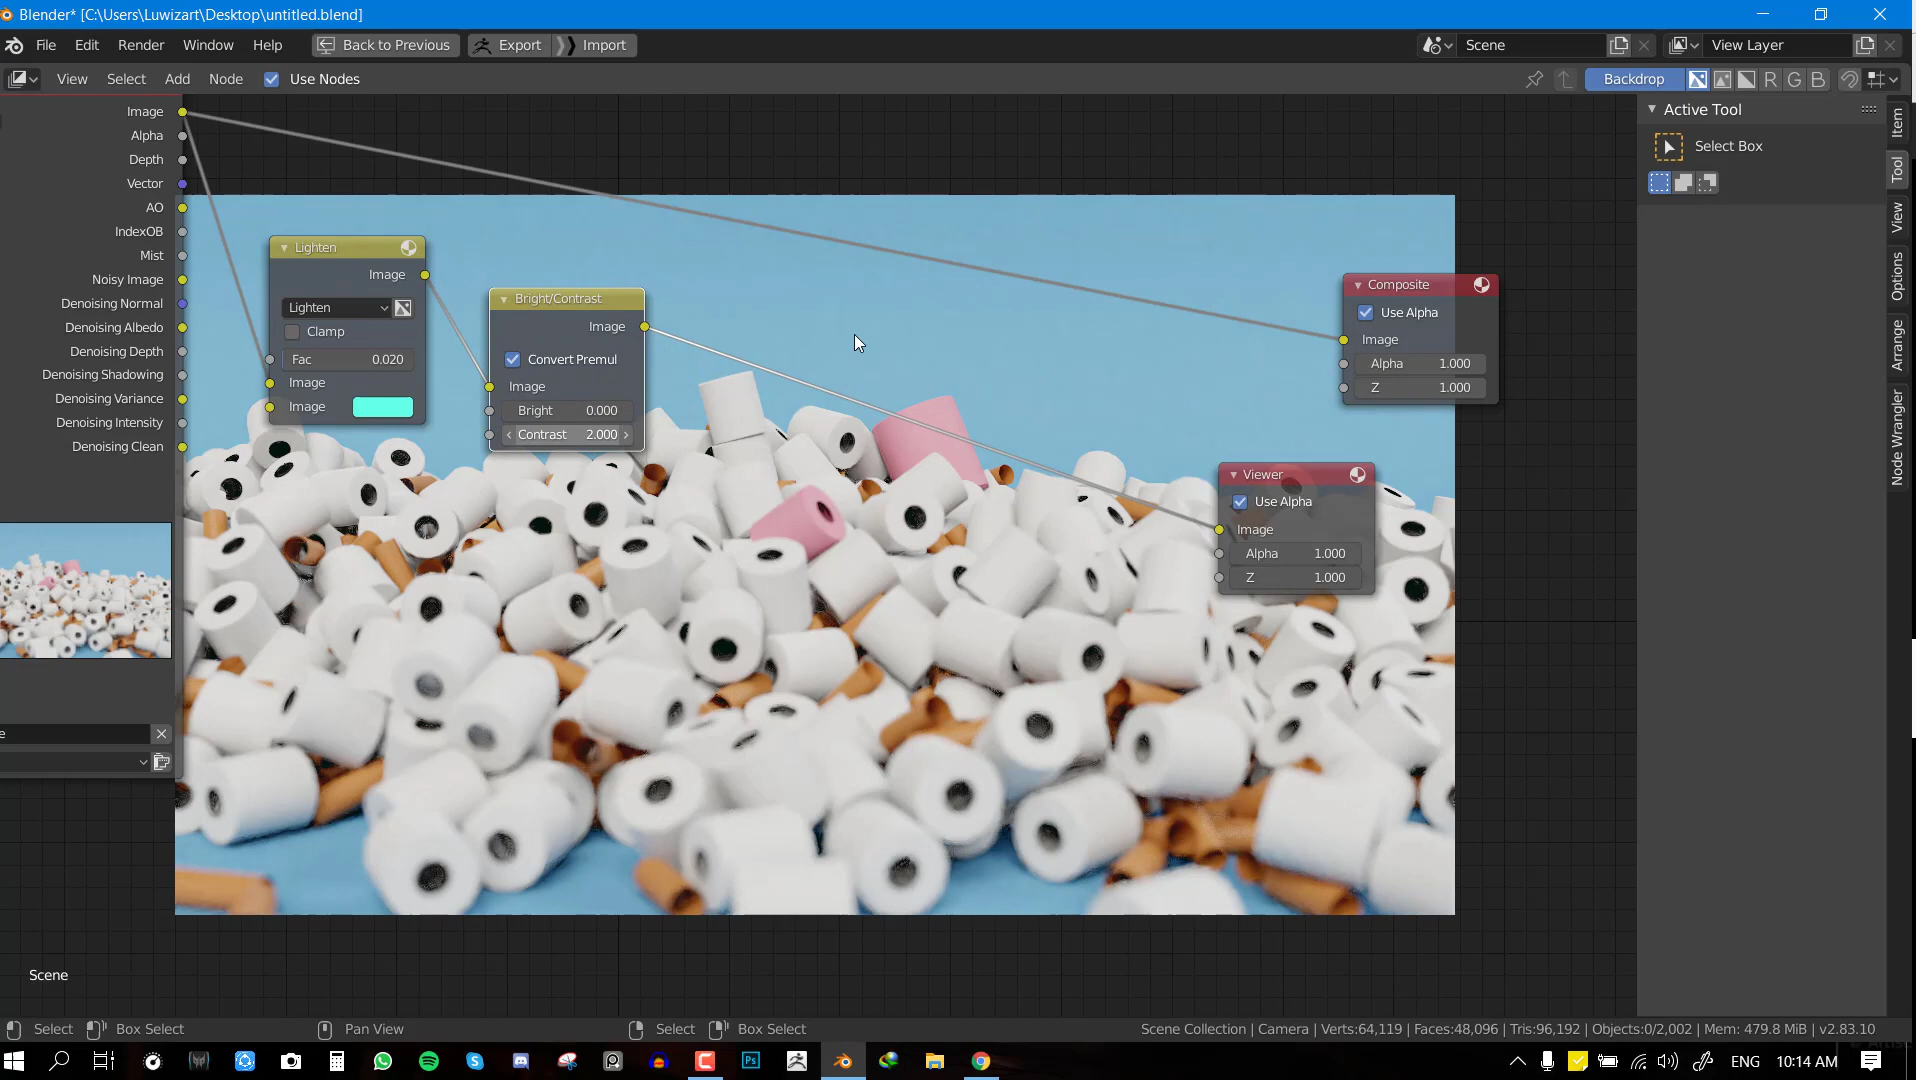 Blender* [C:\Users\Luwizart\Desktop\untitled.blend]
File Edit Render Window Help Back to Previous Export Import Scene View Layer
View Select Add Node Use Nodes Backdrop R G B
Image
Alpha
Depth
Vector
AO
IndexOB
Mist
Noisy Image
Denoising Normal
Denoising Albedo
Denoising Depth
Denoising Shadowing
Denoising Variance
Denoising Intensity
Denoising Clean
e
Lighten
Image
Lighten
Clamp
Fac 0.020
Image
Image
Bright/Contrast
Image
Convert Premul
Image
Bright 0.000
Contrast 2.000
Composite
Use Alpha
Image
Alpha 1.000
Z 1.000
Viewer
Use Alpha
Image
Alpha 1.000
Z 1.000
Active Tool
Select Box
Item
Tool
View
Options
Arrange
Node Wrangler
Scene
Select Box Select Pan View Select Box Select Scene Collection | Camera | Verts:64,119 | Faces:48,096 | Tris:96,192 | Objects:0/2,002 | Mem: 479.8 MiB | v2.83.10
Ps ENG 10:14 AM